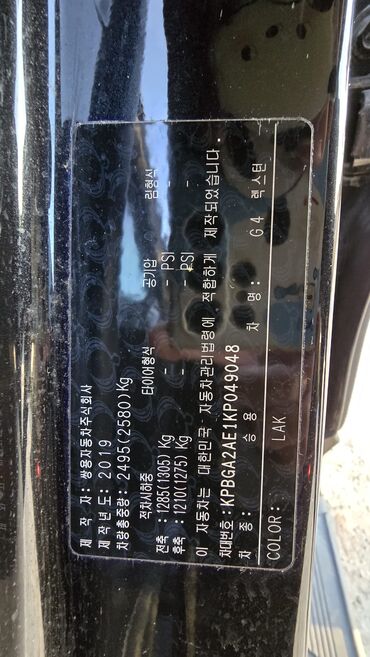 제 작 자: 쌍용자동차주식회사
제작년도: 2019
차량총중량: 2495(2580)Kg
적차시하중 타이어형식 공기압 림형식
전축: 1285(1305) Kg - - PSI -
후축: 1210(1275) Kg - - PSI -
이 자동차는 대한민국 자동차관리법령에 적합하게 제작되었습니다.
차대번호: KPBGA2AE1KP049048
차 종: 승 용 차 명: G4 렉스턴
COLOR: LAK